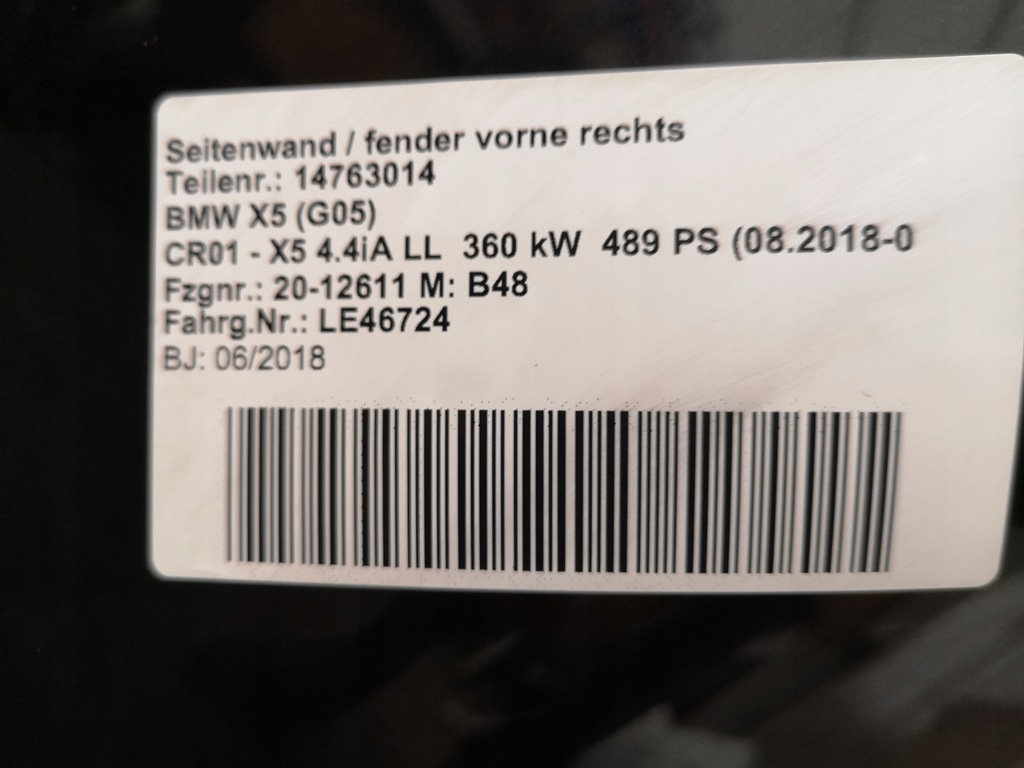 Seitenwand / fender vorne rechts
Teilenr.: 14763014
BMW X5 (G05)
CR01 - X5 4.4iA LL 360 kW 489 PS (08.2018-0
Fzgnr.: 20-12611 M: B48
Fahrg.Nr.: LE46724
BJ: 06/2018